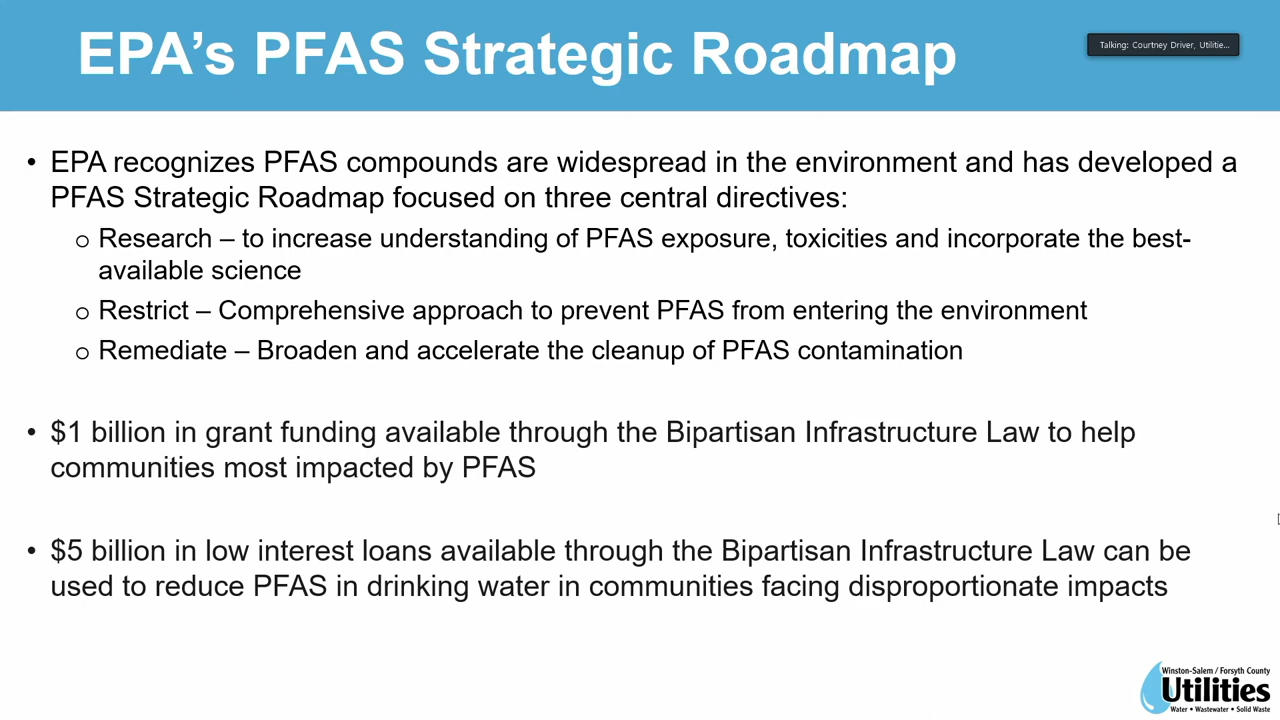 EPA’s PFAS Strategic Roadmap
Talking: Courtney Driver, Utilitie...
• EPA recognizes PFAS compounds are widespread in the environment and has developed a
PFAS Strategic Roadmap focused on three central directives:
o Research – to increase understanding of PFAS exposure, toxicities and incorporate the best-
available science
o Restrict – Comprehensive approach to prevent PFAS from entering the environment
o Remediate – Broaden and accelerate the cleanup of PFAS contamination
• $1 billion in grant funding available through the Bipartisan Infrastructure Law to help
communities most impacted by PFAS
• $5 billion in low interest loans available through the Bipartisan Infrastructure Law can be
used to reduce PFAS in drinking water in communities facing disproportionate impacts
Winston-Salem / Forsyth County
Utilities
Water • Wastewater • Solid Waste